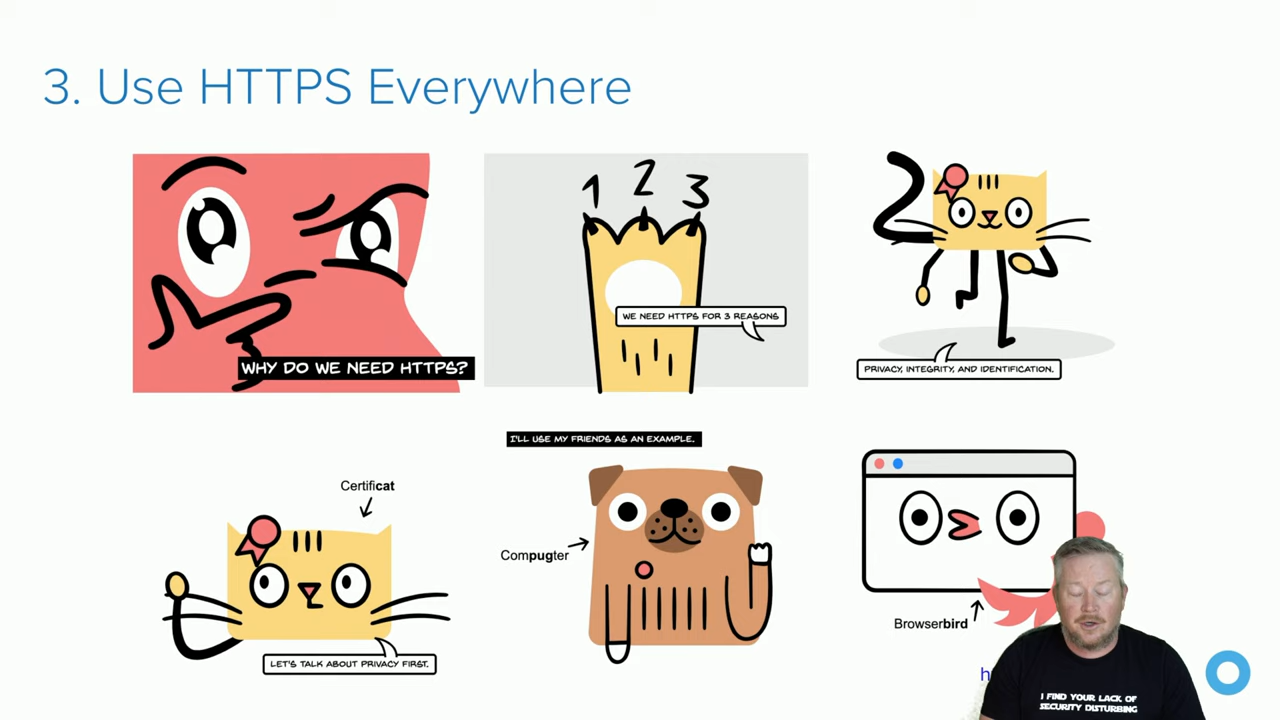 3. Use HTTPS Everywhere
1 2 3
WHY DO WE NEED HTTPS?
WE NEED HTTPS FOR 3 REASONS
PRIVACY, INTEGRITY, AND IDENTIFICATION.
I'LL USE MY FRIENDS AS AN EXAMPLE.
Certificat
LET'S TALK ABOUT PRIVACY FIRST.
Compugter
Browserbird
I FIND YOUR LACK OF
SECURITY DISTURBING